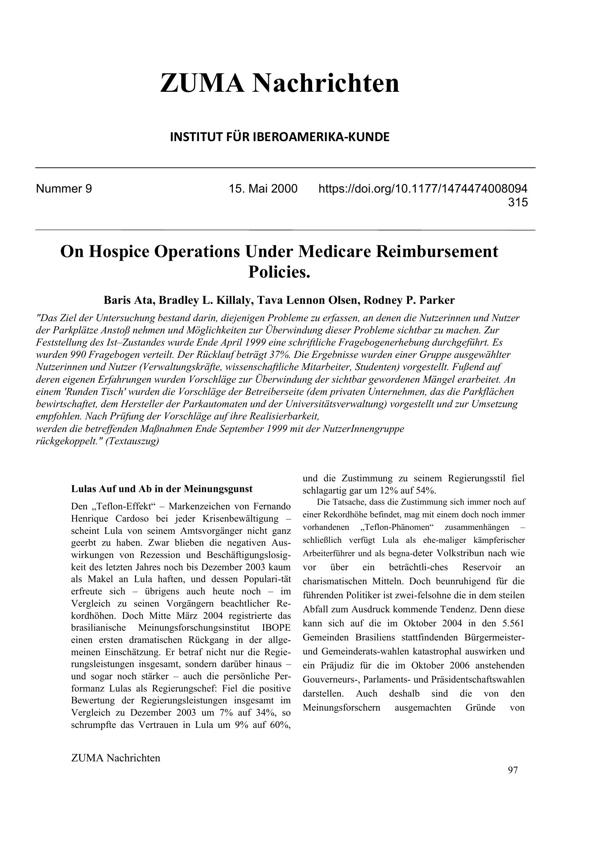 ZUMA Nachrichten
INSTITUT FÜR IBEROAMERIKA-KUNDE
Nummer 9 15. Mai 2000 https://doi.org/10.1177/1474474008094
315
On Hospice Operations Under Medicare Reimbursement
Policies.
Baris Ata, Bradley L. Killaly, Tava Lennon Olsen, Rodney P. Parker
"Das Ziel der Untersuchung bestand darin, diejenigen Probleme zu erfassen, an denen die Nutzerinnen und Nutzer
der Parkplätze Anstoß nehmen und Möglichkeiten zur Überwindung dieser Probleme sichtbar zu machen. Zur
Feststellung des Ist–Zustandes wurde Ende April 1999 eine schriftliche Fragebogenerhebung durchgeführt. Es
wurden 990 Fragebogen verteilt. Der Rücklauf beträgt 37%. Die Ergebnisse wurden einer Gruppe ausgewählter
Nutzerinnen und Nutzer (Verwaltungskräfte, wissenschaftliche Mitarbeiter, Studenten) vorgestellt. Fußend auf
deren eigenen Erfahrungen wurden Vorschläge zur Überwindung der sichtbar gewordenen Mängel erarbeitet. An
einem 'Runden Tisch' wurden die Vorschläge der Betreiberseite (dem privaten Unternehmen, das die Parkflächen
bewirtschaftet, dem Hersteller der Parkautomaten und der Universitätsverwaltung) vorgestellt und zur Umsetzung
empfohlen. Nach Prüfung der Vorschläge auf ihre Realisierbarkeit,
werden die betreffenden Maßnahmen Ende September 1999 mit der NutzerInnengruppe
rückgekoppelt." (Textauszug)
Lulas Auf und Ab in der Meinungsgunst
Den „Teflon-Effekt“ – Markenzeichen von Fernando
Henrique Cardoso bei jeder Krisenbewältigung –
scheint Lula von seinem Amtsvorgänger nicht ganz
geerbt zu haben. Zwar blieben die negativen Aus-
wirkungen von Rezession und Beschäftigungslosig-
keit des letzten Jahres noch bis Dezember 2003 kaum
als Makel an Lula haften, und dessen Populari-tät
erfreute sich – übrigens auch heute noch – im
Vergleich zu seinen Vorgängern beachtlicher Re-
kordhöhen. Doch Mitte März 2004 registrierte das
brasilianische Meinungsforschungsinstitut IBOPE
einen ersten dramatischen Rückgang in der allge-
meinen Einschätzung. Er betraf nicht nur die Regie-
rungsleistungen insgesamt, sondern darüber hinaus –
und sogar noch stärker – auch die persönliche Per-
formanz Lulas als Regierungschef: Fiel die positive
Bewertung der Regierungsleistungen insgesamt im
Vergleich zu Dezember 2003 um 7% auf 34%, so
schrumpfte das Vertrauen in Lula um 9% auf 60%,
und die Zustimmung zu seinem Regierungsstil fiel
schlagartig gar um 12% auf 54%.
Die Tatsache, dass die Zustimmung sich immer noch auf
einer Rekordhöhe befindet, mag mit einem doch noch immer
vorhandenen „Teflon-Phänomen“ zusammenhängen –
schließlich verfügt Lula als ehe-maliger kämpferischer
Arbeiterführer und als begna-deter Volkstribun nach wie
vor über ein beträchtli-ches Reservoir an
charismatischen Mitteln. Doch beunruhigend für die
führenden Politiker ist zwei-felsohne die in dem steilen
Abfall zum Ausdruck kommende Tendenz. Denn diese
kann sich auf die im Oktober 2004 in den 5.561
Gemeinden Brasiliens stattfindenden Bürgermeister-
und Gemeinderats-wahlen katastrophal auswirken und
ein Präjudiz für die im Oktober 2006 anstehenden
Gouverneurs-, Parlaments- und Präsidentschaftswahlen
darstellen. Auch deshalb sind die von den
Meinungsforschern ausgemachten Gründe von
ZUMA Nachrichten
97